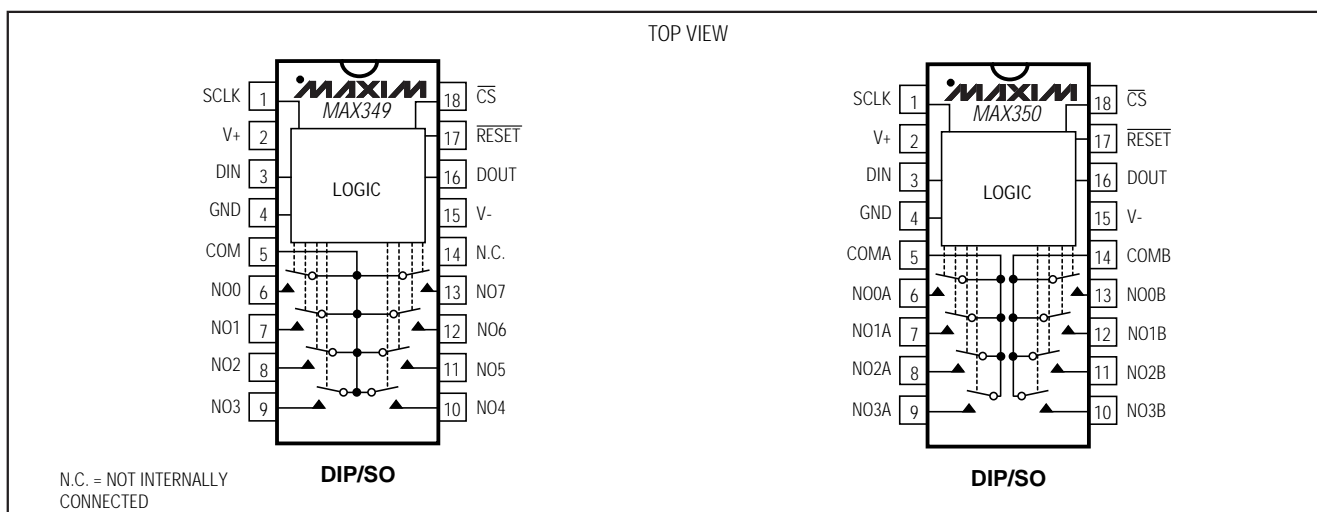 TOP VIEW
MAXIM
MAX349
SCLK 1
V+ 2
DIN 3
GND 4
COM 5
NO0 6
NO1 7
NO2 8
NO3 9
18 CS
17 RESET
16 DOUT
15 V-
14 N.C.
13 NO7
12 NO6
11 NO5
10 NO4
LOGIC
DIP/SO
N.C. = NOT INTERNALLY
CONNECTED
MAXIM
MAX350
SCLK 1
V+ 2
DIN 3
GND 4
COMA 5
NO0A 6
NO1A 7
NO2A 8
NO3A 9
18 CS
17 RESET
16 DOUT
15 V-
14 COMB
13 NO0B
12 NO1B
11 NO2B
10 NO3B
LOGIC
DIP/SO